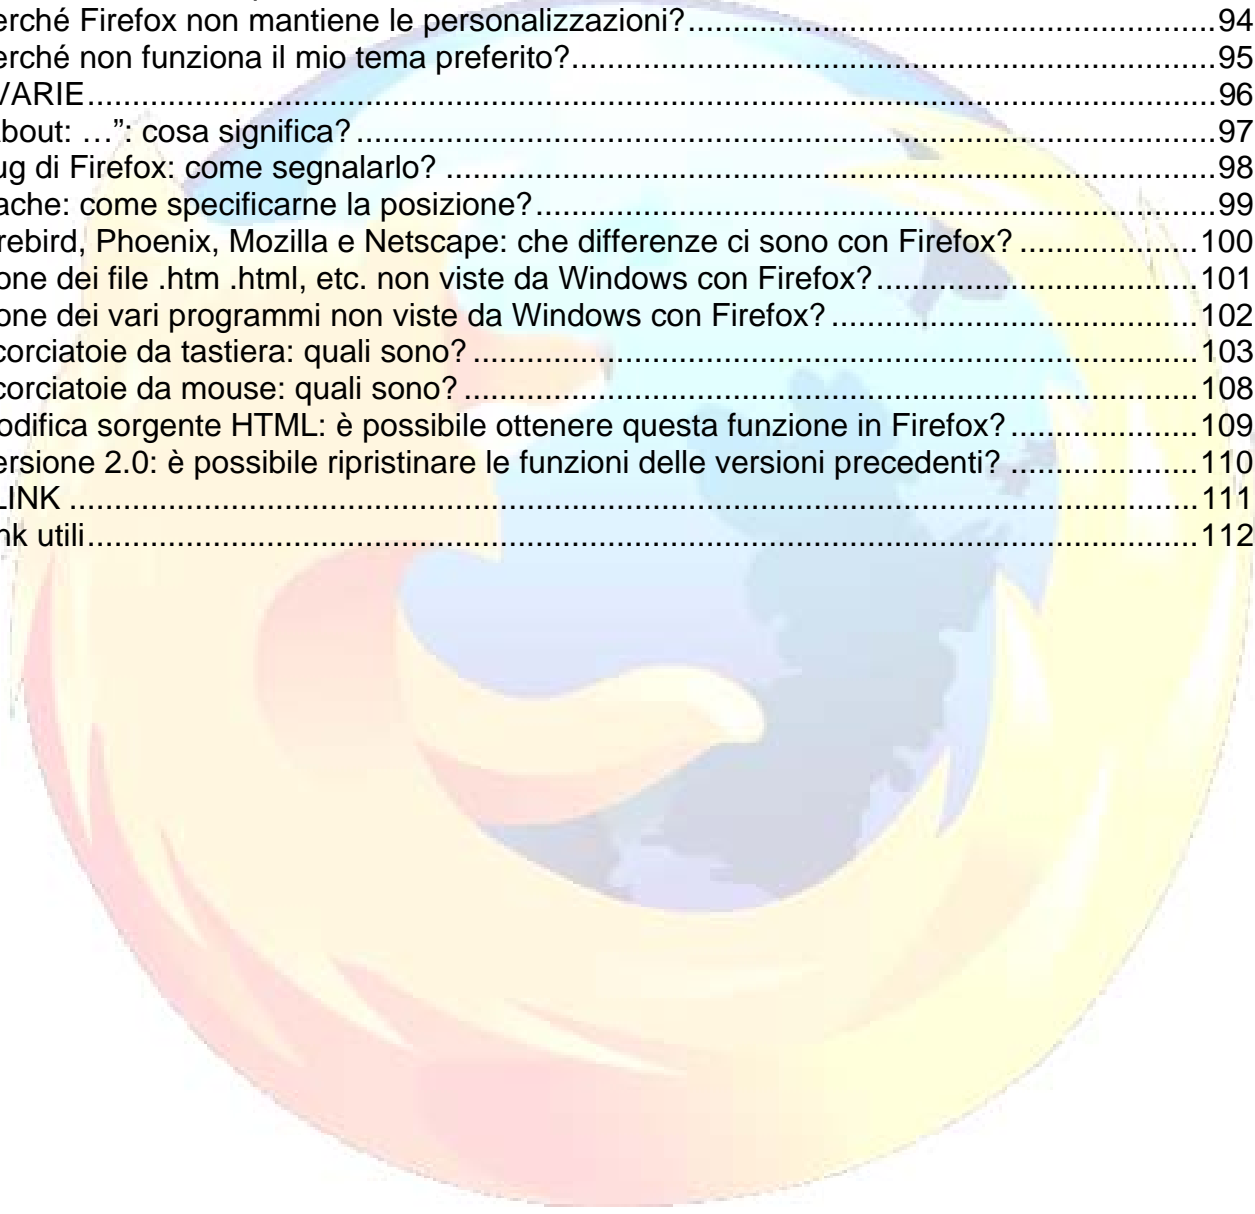 erché Firefox non mantiene le personalizzazioni?................................................................94
erché non funziona il mio tema preferito?..............................................................................95
VARIE..........................................................................................................................................96
bout: …”: cosa significa?........................................................................................................97
ug di Firefox: come segnalarlo?.............................................................................................98
ache: come specificarne la posizione?...................................................................................99
rebird, Phoenix, Mozilla e Netscape: che differenze ci sono con Firefox?......................100
one dei file .htm .html, etc. non viste da Windows con Firefox?.......................................101
one dei vari programmi non viste da Windows con Firefox?.............................................102
corciatoie da tastiera: quali sono?.........................................................................................103
corciatoie da mouse: quali sono?...........................................................................................108
odifica sorgente HTML: è possibile ottenere questa funzione in Firefox?.......................109
ersione 2.0: è possibile ripristinare le funzioni delle versioni precedenti?.......................110
LINK...........................................................................................................................................111
nk utili.......................................................................................................................................112